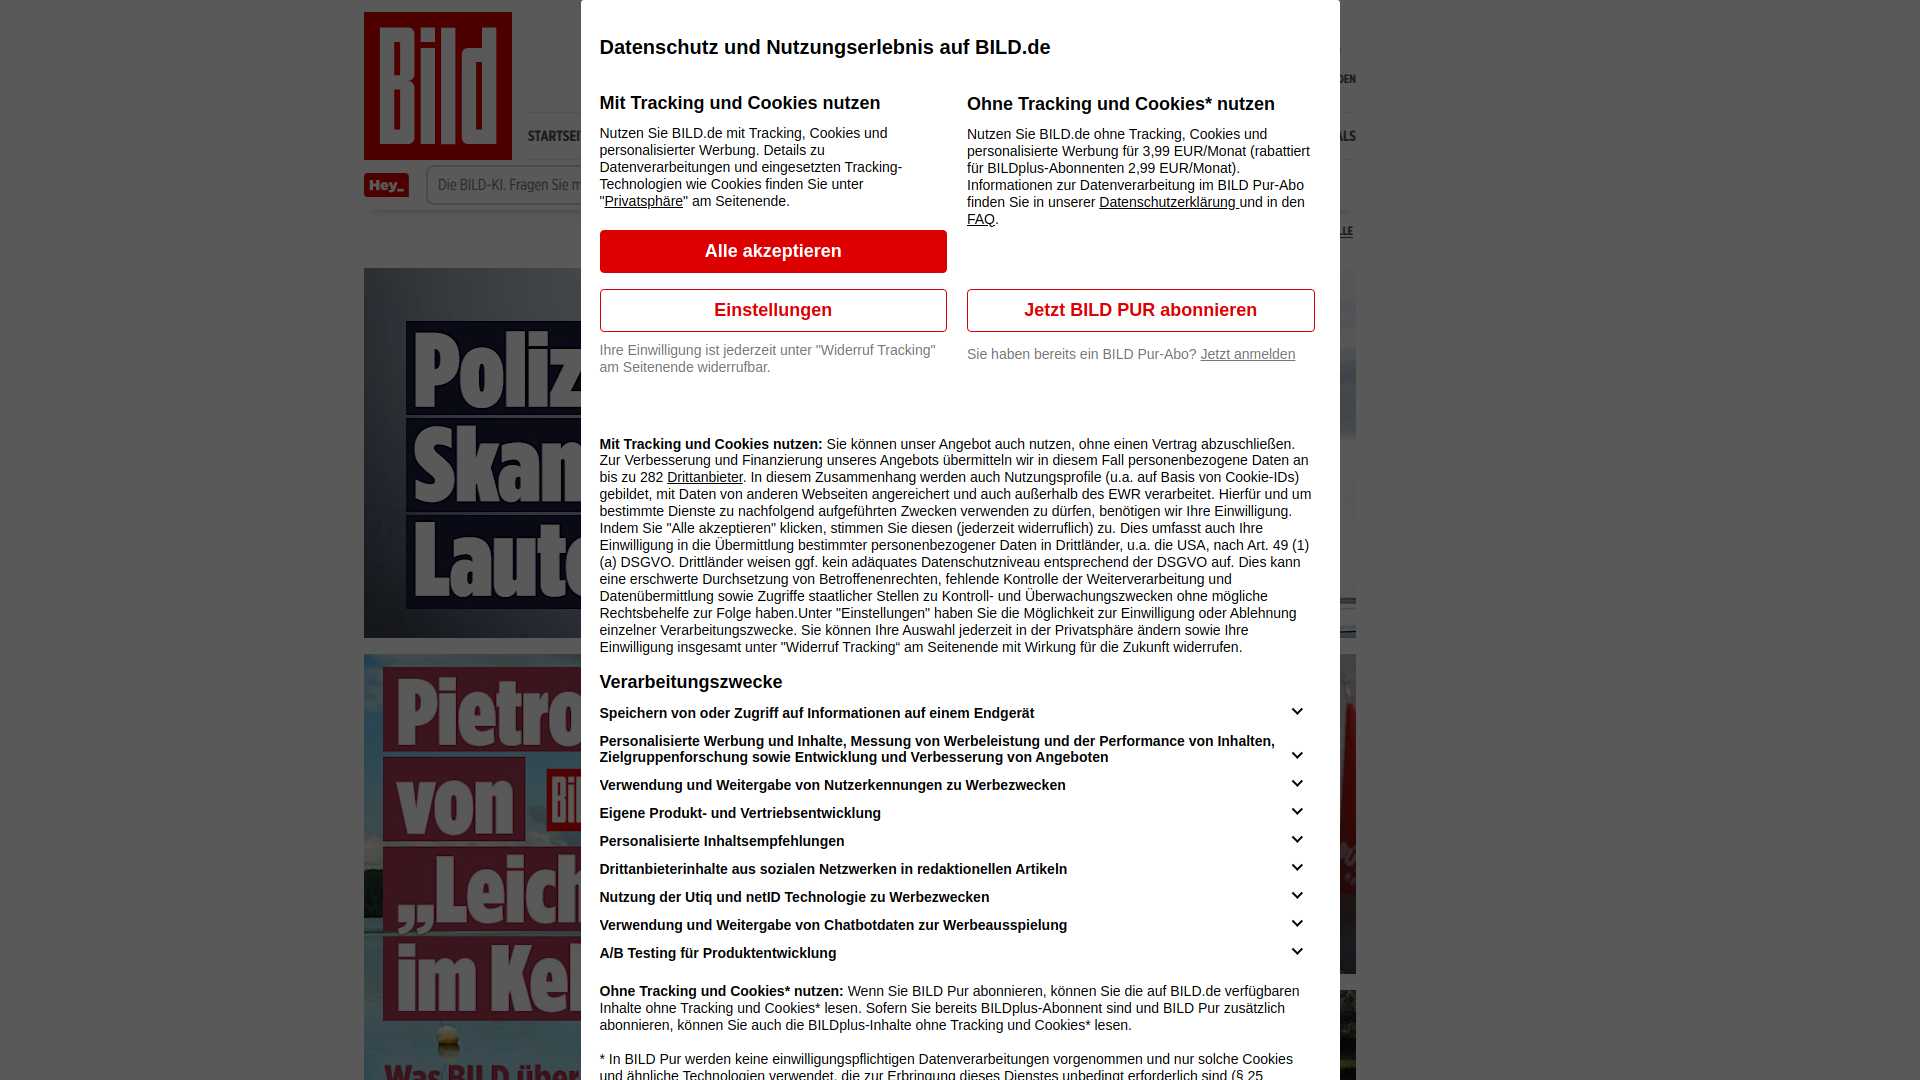 Bild
Hey_
Die BILD-KI. Fragen Sie m
Datenschutz und Nutzungserlebnis auf BILD.de
Mit Tracking und Cookies nutzen
Nutzen Sie BILD.de mit Tracking, Cookies und
personalisierter Werbung. Details zu
Datenverarbeitungen und eingesetzten Tracking-
Technologien wie Cookies finden Sie unter
"Privatsphäre" am Seitenende.
Alle akzeptieren
Einstellungen
Ihre Einwilligung ist jederzeit unter "Widerruf Tracking"
am Seitenende widerrufbar.
Ohne Tracking und Cookies* nutzen
Nutzen Sie BILD.de ohne Tracking, Cookies und
personalisierte Werbung für 3,99 EUR/Monat (rabattiert
für BILDplus-Abonnenten 2,99 EUR/Monat).
Informationen zur Datenverarbeitung im BILD Pur-Abo
finden Sie in unserer Datenschutzerklärung und in den
FAQ.
Jetzt BILD PUR abonnieren
Sie haben bereits ein BILD Pur-Abo? Jetzt anmelden
Mit Tracking und Cookies nutzen: Sie können unser Angebot auch nutzen, ohne einen Vertrag abzuschließen.
Zur Verbesserung und Finanzierung unseres Angebots übermitteln wir in diesem Fall personenbezogene Daten an
bis zu 282 Drittanbieter. In diesem Zusammenhang werden auch Nutzungsprofile (u.a. auf Basis von Cookie-IDs)
gebildet, mit Daten von anderen Webseiten angereichert und auch außerhalb des EWR verarbeitet. Hierfür und um
bestimmte Dienste zu nachfolgend aufgeführten Zwecken verwenden zu dürfen, benötigen wir Ihre Einwilligung.
Indem Sie "Alle akzeptieren" klicken, stimmen Sie diesen (jederzeit widerruflich) zu. Dies umfasst auch Ihre
Einwilligung in die Übermittlung bestimmter personenbezogener Daten in Drittländer, u.a. die USA, nach Art. 49 (1)
(a) DSGVO. Drittländer weisen ggf. kein adäquates Datenschutzniveau entsprechend der DSGVO auf. Dies kann
eine erschwerte Durchsetzung von Betroffenenrechten, fehlende Kontrolle der Weiterverarbeitung und
Datenübermittlung sowie Zugriffe staatlicher Stellen zu Kontroll- und Überwachungszwecken ohne mögliche
Rechtsbehelfe zur Folge haben.Unter "Einstellungen" haben Sie die Möglichkeit zur Einwilligung oder Ablehnung
einzelner Verarbeitungszwecke. Sie können Ihre Auswahl jederzeit in der Privatsphäre ändern sowie Ihre
Einwilligung insgesamt unter "Widerruf Tracking“ am Seitenende mit Wirkung für die Zukunft widerrufen.
Verarbeitungszwecke
Speichern von oder Zugriff auf Informationen auf einem Endgerät
Personalisierte Werbung und Inhalte, Messung von Werbeleistung und der Performance von Inhalten,
Zielgruppenforschung sowie Entwicklung und Verbesserung von Angeboten
Verwendung und Weitergabe von Nutzerkennungen zu Werbezwecken
Eigene Produkt- und Vertriebsentwicklung
Personalisierte Inhaltsempfehlungen
Drittanbieterinhalte aus sozialen Netzwerken in redaktionellen Artikeln
Nutzung der Utiq und netID Technologie zu Werbezwecken
Verwendung und Weitergabe von Chatbotdaten zur Werbeausspielung
A/B Testing für Produktentwicklung
Ohne Tracking und Cookies* nutzen: Wenn Sie BILD Pur abonnieren, können Sie die auf BILD.de verfügbaren
Inhalte ohne Tracking und Cookies* lesen. Sofern Sie bereits BILDplus-Abonnent sind und BILD Pur zusätzlich
abonnieren, können Sie auch die BILDplus-Inhalte ohne Tracking und Cookies* lesen.
* In BILD Pur werden keine einwilligungspflichtigen Datenverarbeitungen vorgenommen und nur solche Cookies
und ähnliche Technologien verwendet, die zur Erbringung dieses Dienstes unbedingt erforderlich sind (§ 25
STARTSEI
DEN
ALS
LLE
Poliz
Skan
Laute
Pietro
von
Bil
„Leich
im Kel
Was BILD über